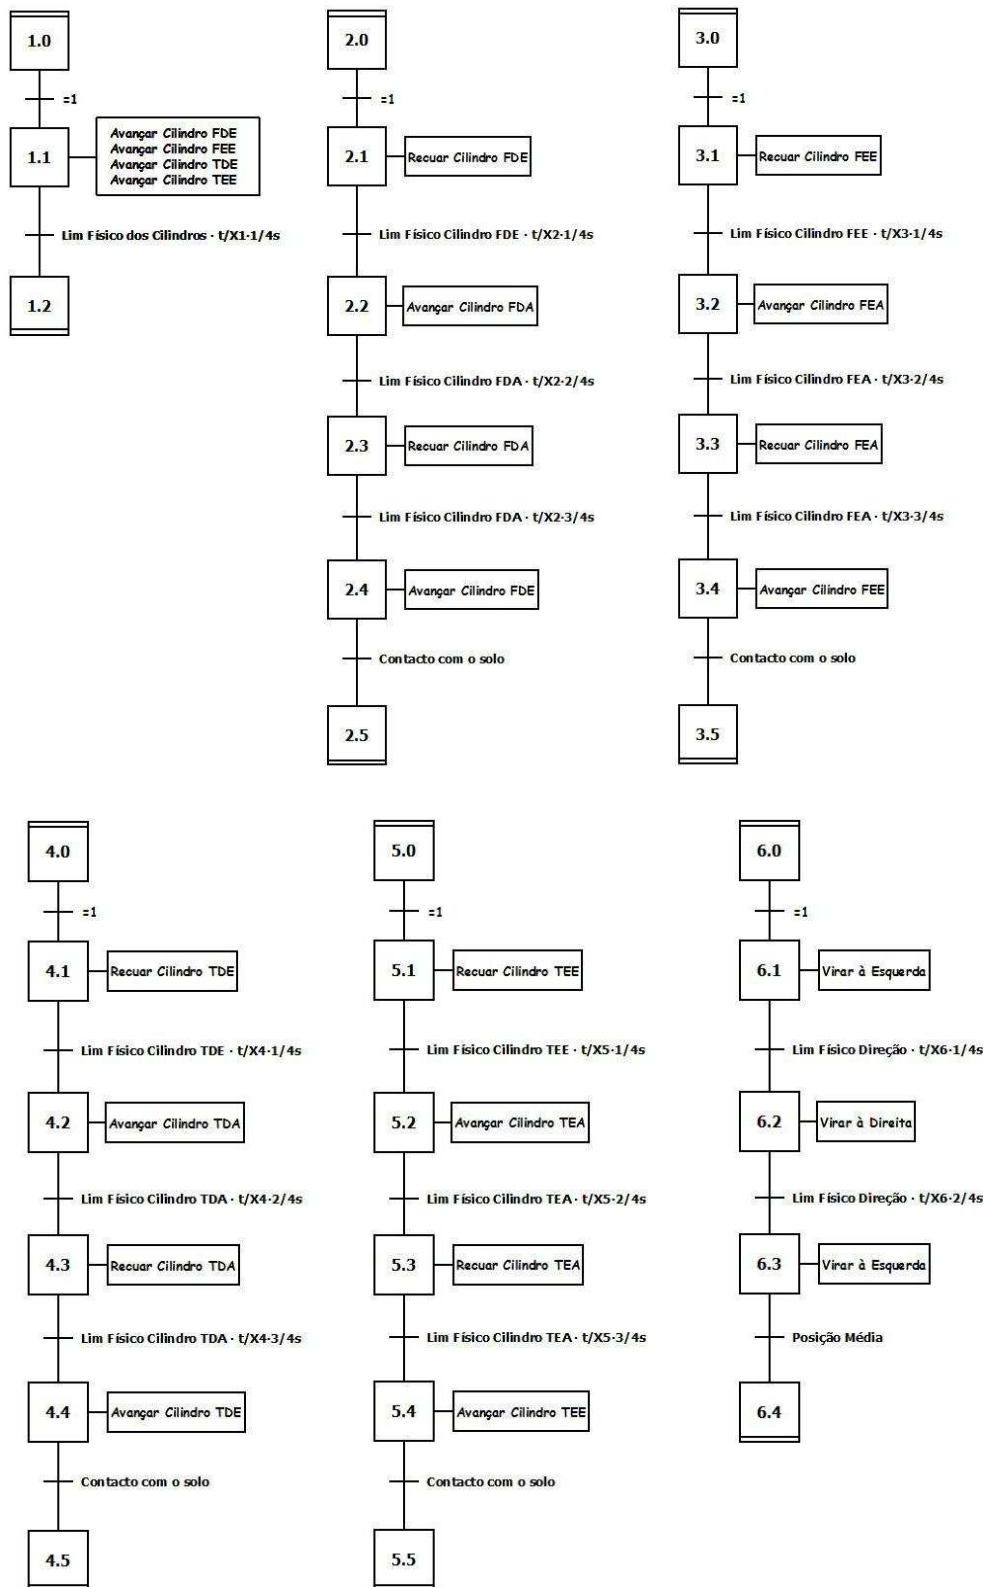 1.0
=1
1.1
Avançar Cilindro FDE
Avançar Cilindro FEE
Avançar Cilindro TDE
Avançar Cilindro TEE
Lim Físico dos Cilindros · t/X1·1/4s
1.2
2.0
=1
2.1
Recuar Cilindro FDE
Lim Físico Cilindro FDE · t/X2·1/4s
2.2
Avançar Cilindro FDA
Lim Físico Cilindro FDA · t/X2·2/4s
2.3
Recuar Cilindro FDA
Lim Físico Cilindro FDA · t/X2·3/4s
2.4
Avançar Cilindro FDE
Contacto com o solo
2.5
3.0
=1
3.1
Recuar Cilindro FEE
Lim Físico Cilindro FEE · t/X3·1/4s
3.2
Avançar Cilindro FEA
Lim Físico Cilindro FEA · t/X3·2/4s
3.3
Recuar Cilindro FEA
Lim Físico Cilindro FEA · t/X3·3/4s
3.4
Avançar Cilindro FEE
Contacto com o solo
3.5
4.0
=1
4.1
Recuar Cilindro TDE
Lim Físico Cilindro TDE · t/X4·1/4s
4.2
Avançar Cilindro TDA
Lim Físico Cilindro TDA · t/X4·2/4s
4.3
Recuar Cilindro TDA
Lim Físico Cilindro TDA · t/X4·3/4s
4.4
Avançar Cilindro TDE
Contacto com o solo
4.5
5.0
=1
5.1
Recuar Cilindro TEE
Lim Físico Cilindro TEE · t/X5·1/4s
5.2
Avançar Cilindro TEA
Lim Físico Cilindro TEA · t/X5·2/4s
5.3
Recuar Cilindro TEA
Lim Físico Cilindro TEA · t/X5·3/4s
5.4
Avançar Cilindro TEE
Contacto com o solo
5.5
6.0
=1
6.1
Virar à Esquerda
Lim Físico Direção · t/X6·1/4s
6.2
Virar à Direita
Lim Físico Direção · t/X6·2/4s
6.3
Virar à Esquerda
Posição Média
6.4